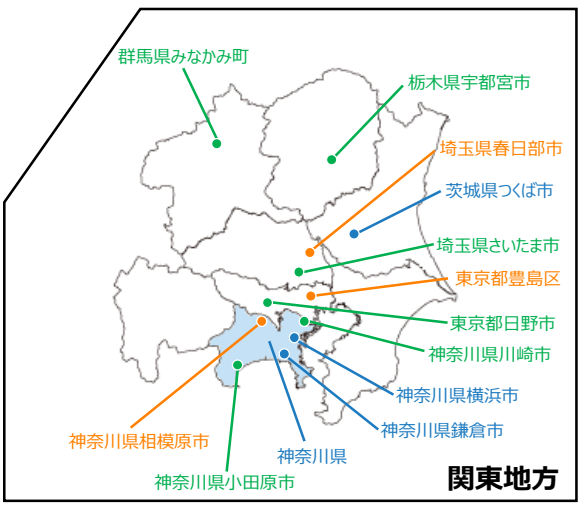 群馬県みなかみ町
栃木県宇都宮市
埼玉県春日部市
茨城県つくば市
埼玉県さいたま市
東京都豊島区
東京都日野市
神奈川県川崎市
神奈川県横浜市
神奈川県鎌倉市
神奈川県相模原市
神奈川県
神奈川県小田原市
関東地方